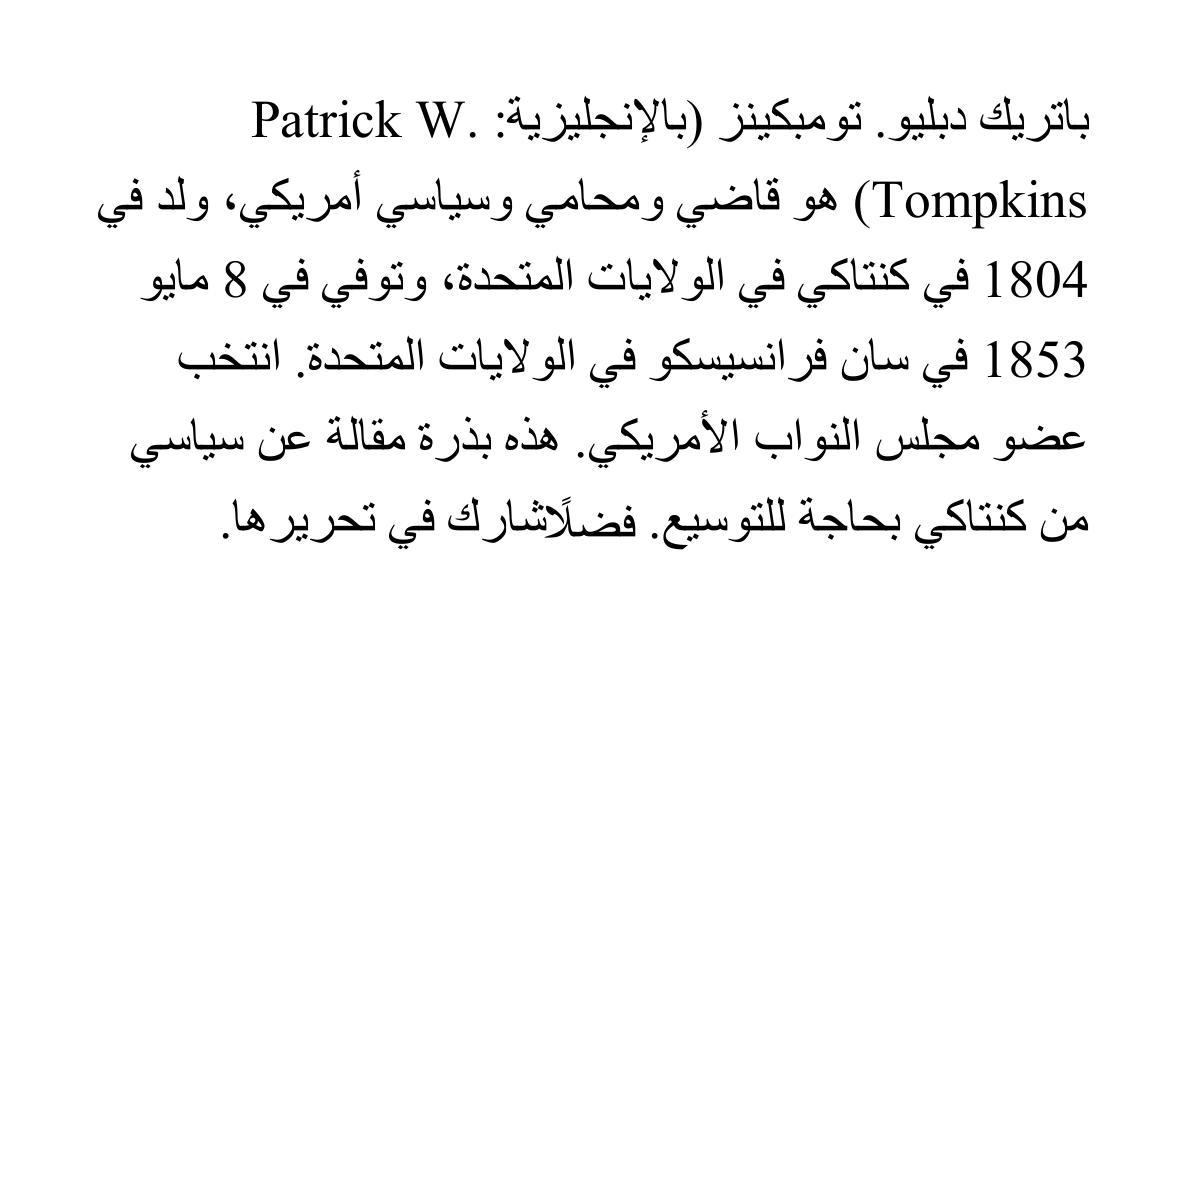 باتريك دبليو. تومبكينز (بالإنجليزية: Patrick W.
Tompkins) هو قاضي ومحامي وسياسي أمريكي، ولد في
1804 في كنتاكي في الولايات المتحدة، وتوفي في 8 مايو
1853 في سان فرانسيسكو في الولايات المتحدة. انتخب
عضو مجلس النواب الأمريكي. هذه بذرة مقالة عن سياسي
من كنتاكي بحاجة للتوسيع. فضلًاشارك في تحريرها.